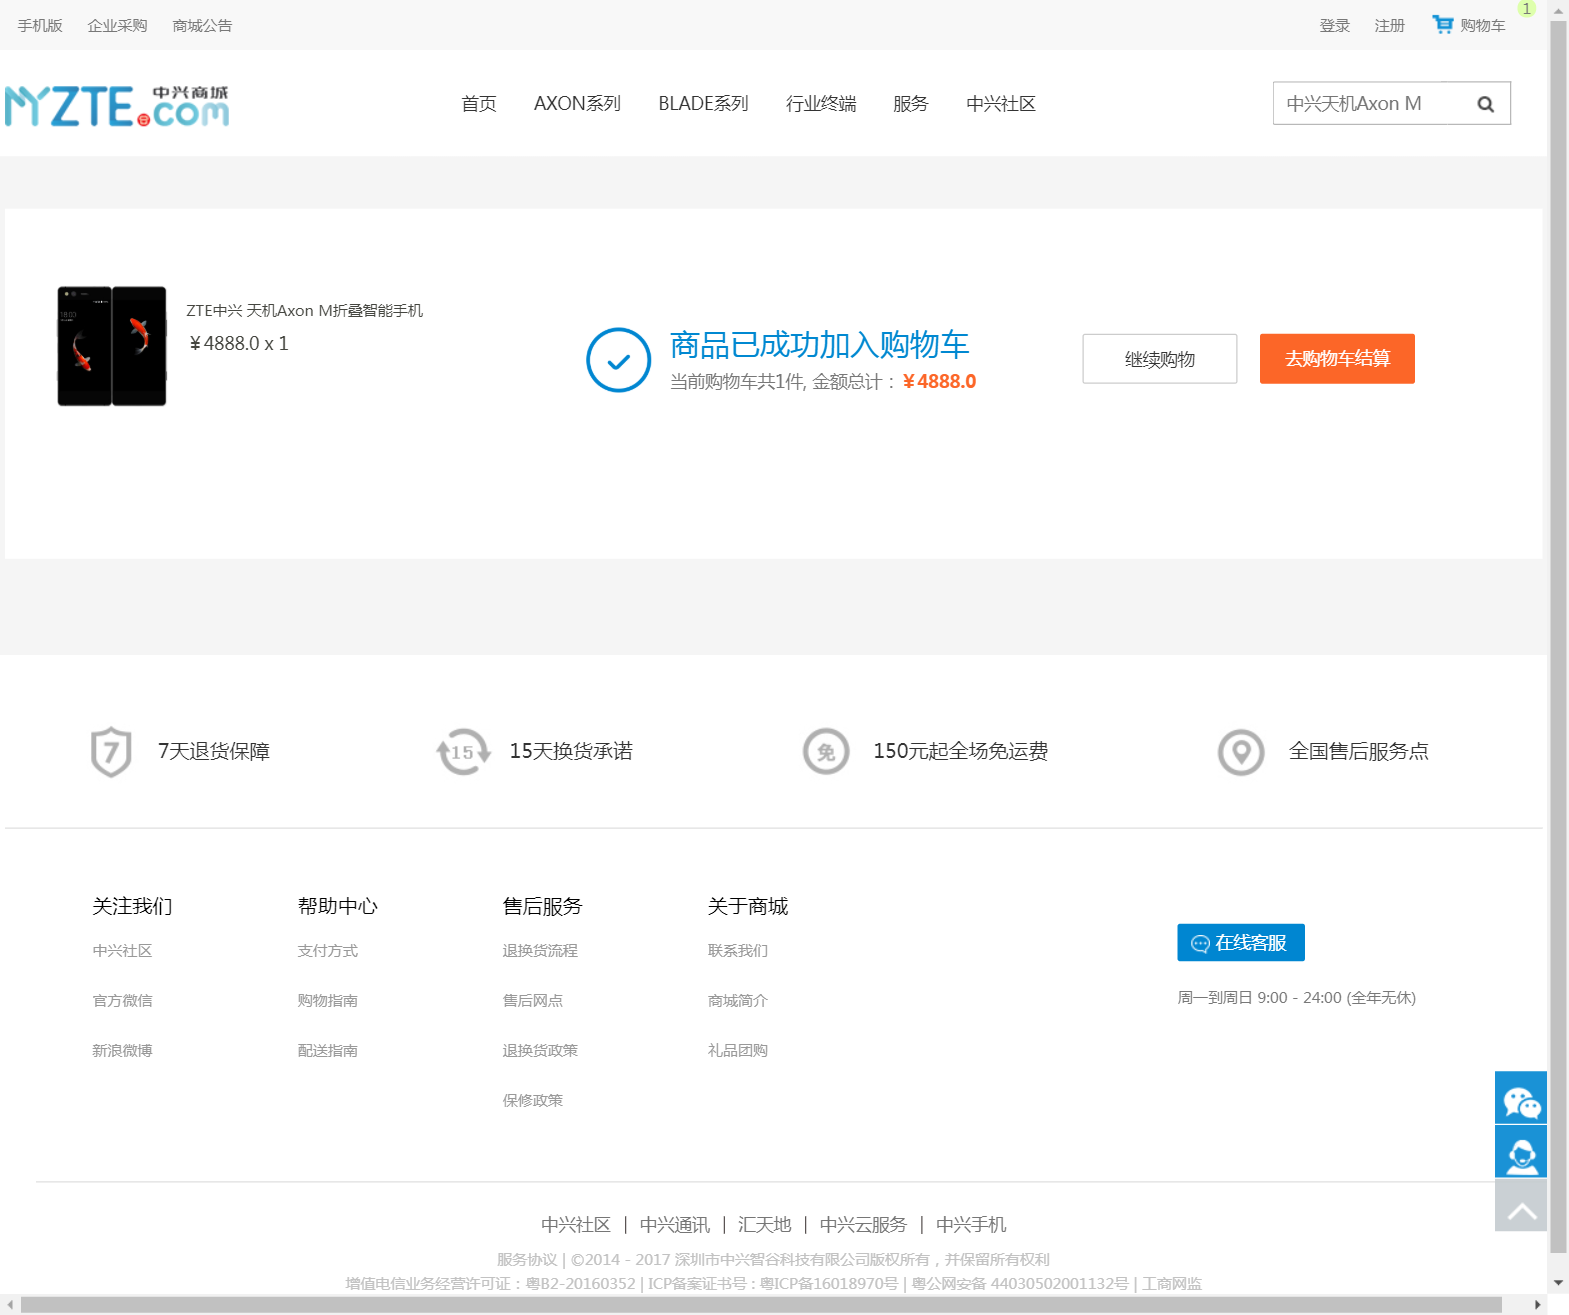 手机版 企业采购 商城公告 登录 注册 购物车 1
MYZTE.com 中兴商城
首页 AXON系列 BLADE系列 行业终端 服务 中兴社区 中兴天机Axon M
18:00
ZTE中兴 天机Axon M折叠智能手机
￥4888.0 x 1
商品已成功加入购物车
当前购物车共1件, 金额总计：￥4888.0
继续购物 去购物车结算
7 7天退货保障 15 15天换货承诺 免 150元起全场免运费 全国售后服务点
关注我们 帮助中心 售后服务 关于商城
中兴社区 支付方式 退换货流程 联系我们
在线客服
官方微信 购物指南 售后网点 商城简介
周一到周日 9:00 - 24:00 (全年无休)
新浪微博 配送指南 退换货政策 礼品团购
保修政策
中兴社区 | 中兴通讯 | 汇天地 | 中兴云服务 | 中兴手机
服务协议 | ©2014 - 2017 深圳市中兴智谷科技有限公司版权所有，并保留所有权利
增值电信业务经营许可证：粤B2-20160352 | ICP备案证书号 : 粤ICP备16018970号 | 粤公网安备 44030502001132号 | 工商网监